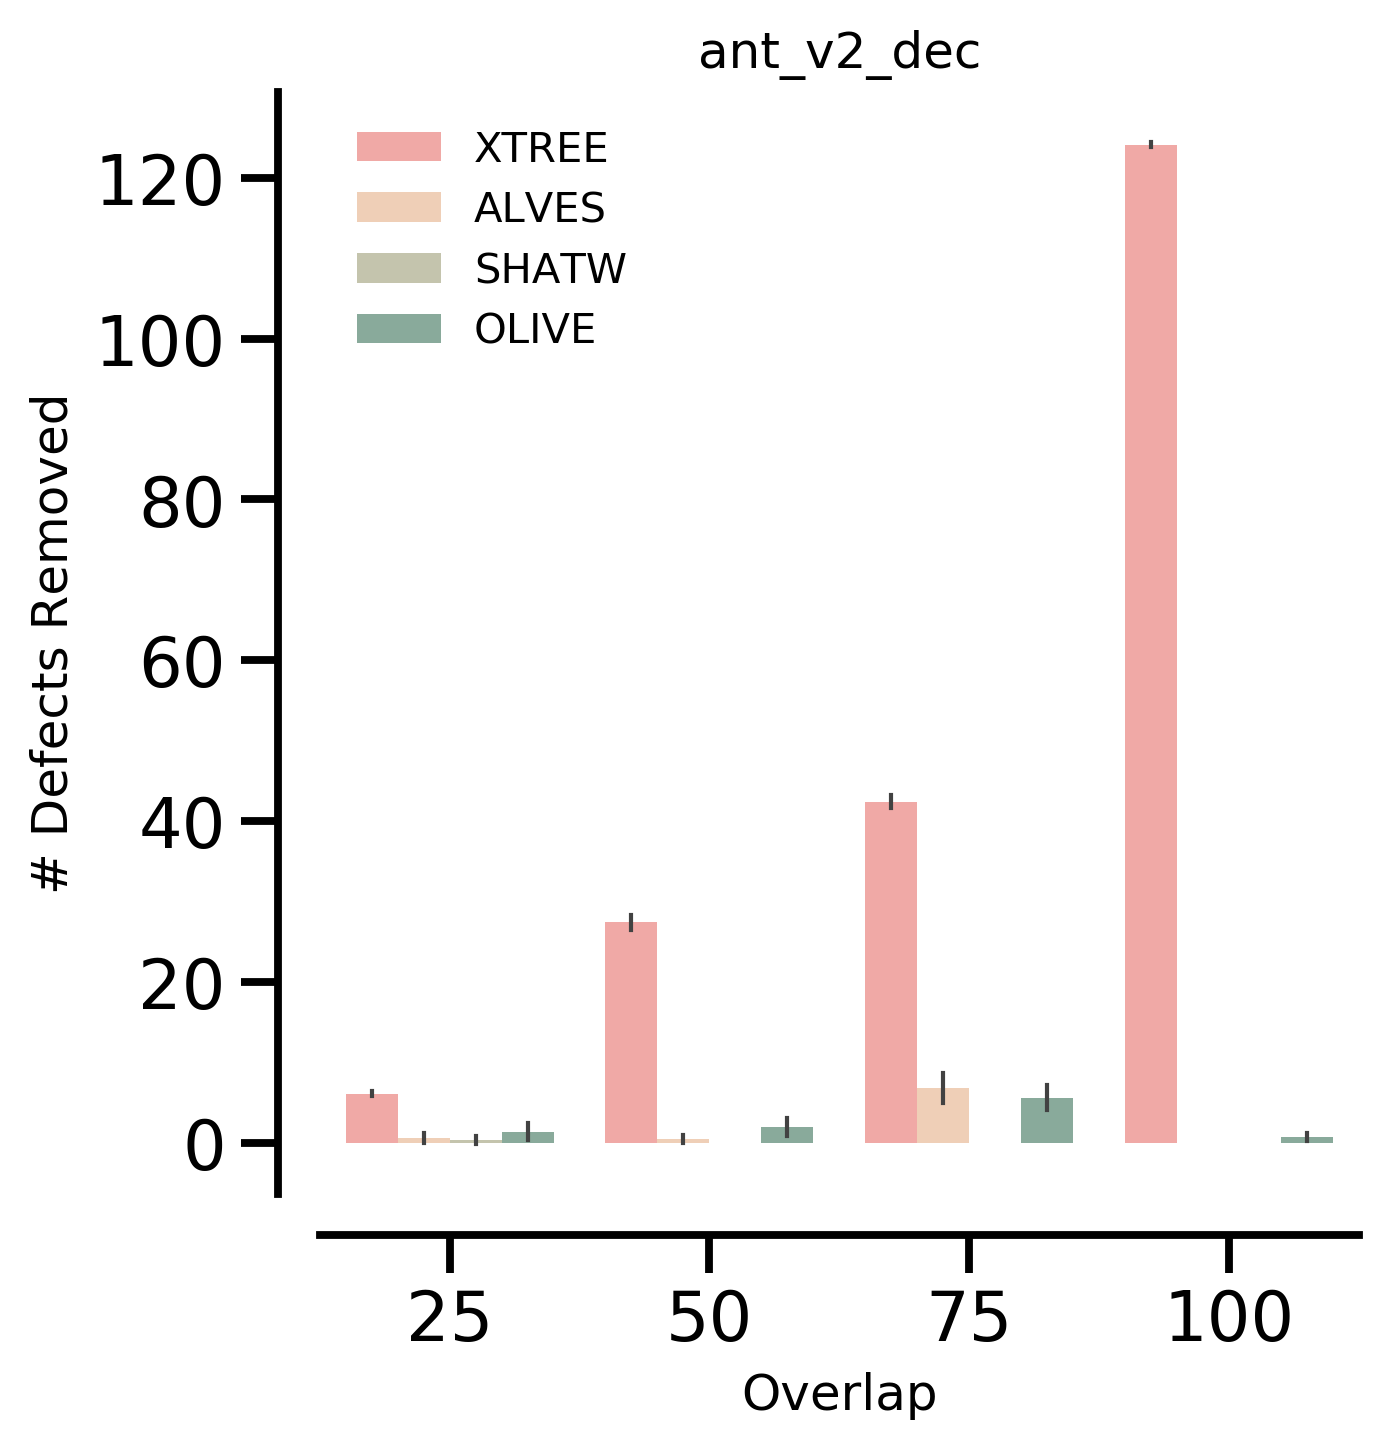 ant_v2_dec
XTREE
ALVES
SHATW
OLIVE
120
100
80
60
40
20
0
# Defects Removed
25 50 75 100
Overlap